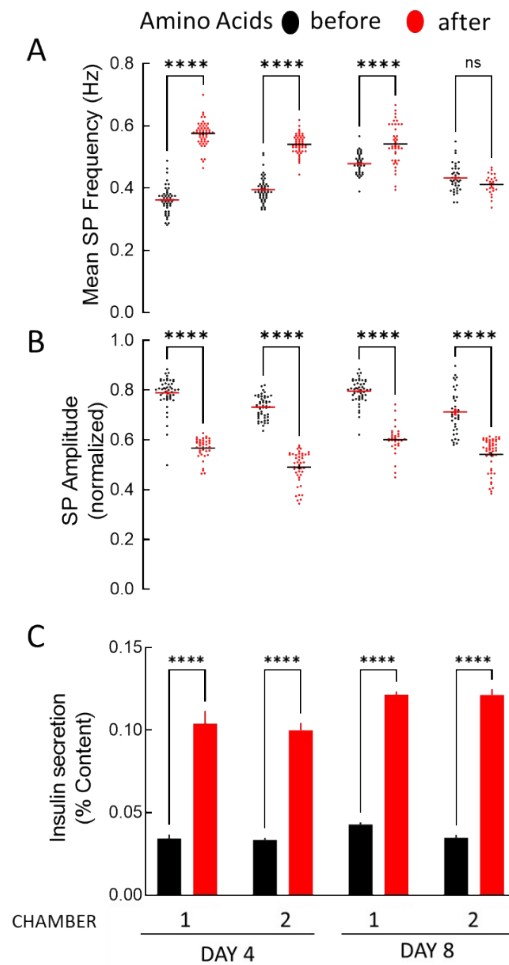 Amino Acids before after
A
Mean SP Frequency (Hz)
0.8
0.6
0.4
0.2
0.0
**** **** **** ns
B
SP Amplitude
(normalized)
1.0
0.8
0.6
0.4
0.2
0.0
**** **** **** ****
C
Insulin secretion
(% Content)
0.15
0.10
0.05
0.00
**** **** **** ****
CHAMBER 1 2 1 2
DAY 4 DAY 8